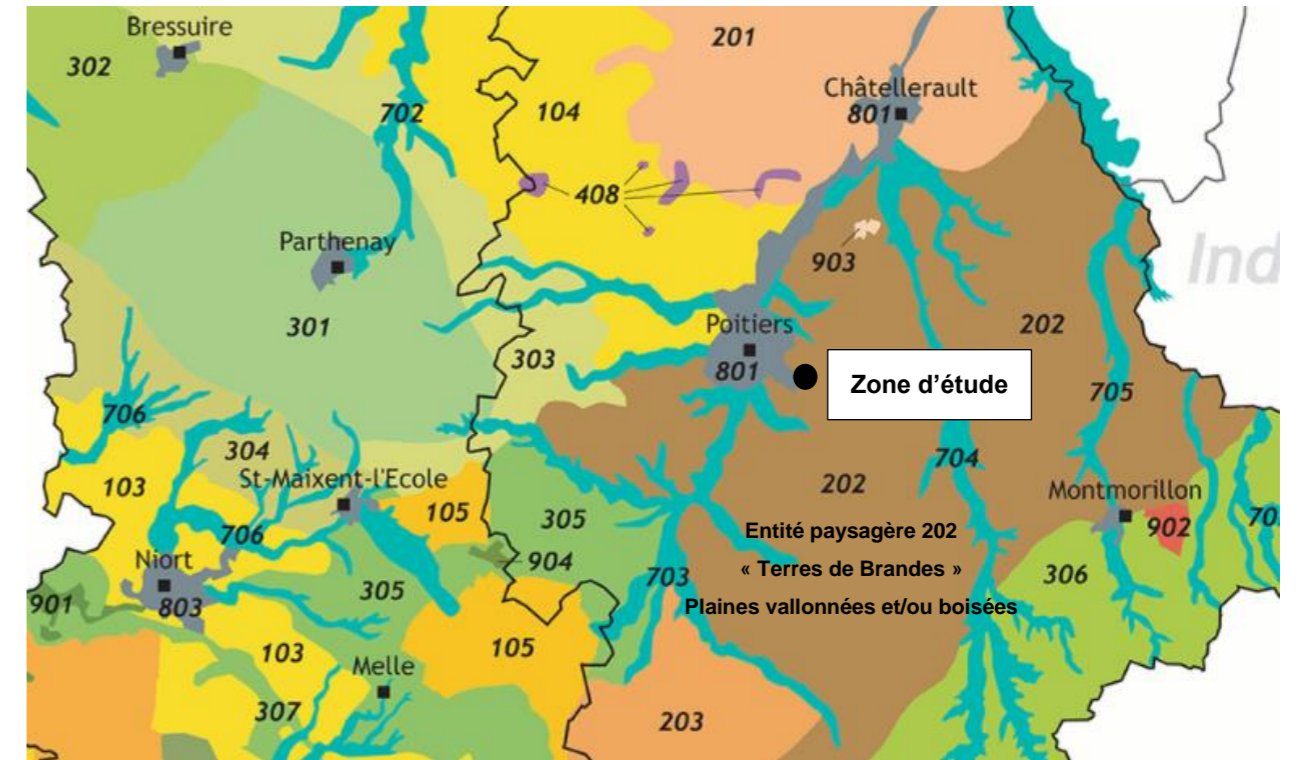 Bressuire
201
302
Châtellerault
702
104
801
408
Parthenay
903
Ind
301
Poitiers
202
303
801
Zone d'étude
705
706
304
704
St-Maixent-l'Ecole
103
202
Montmorillon
105
305
706
902
70
Entité paysagère 202
Niort
904
« Terres de Brandes »
703
306
901
803
305
Plaines vallonnées et/ou boisées
103
105
Melle
307
203